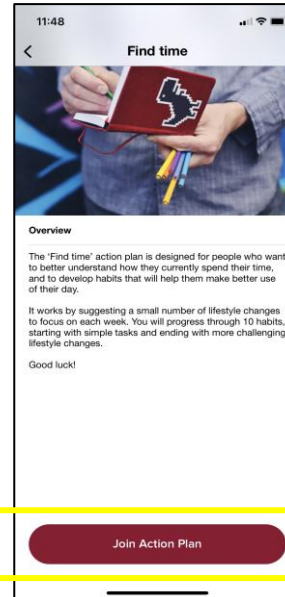 11:48
Find time
Overview
The 'Find time' action plan is designed for people who want
to better understand how they currently spend their time,
and to develop habits that will help them make better use
of their day.
It works by suggesting a small number of lifestyle changes
to focus on each week. You will progress through 10 habits,
starting with simple tasks and ending with more challenging
lifestyle changes.
Good luck!
Join Action Plan